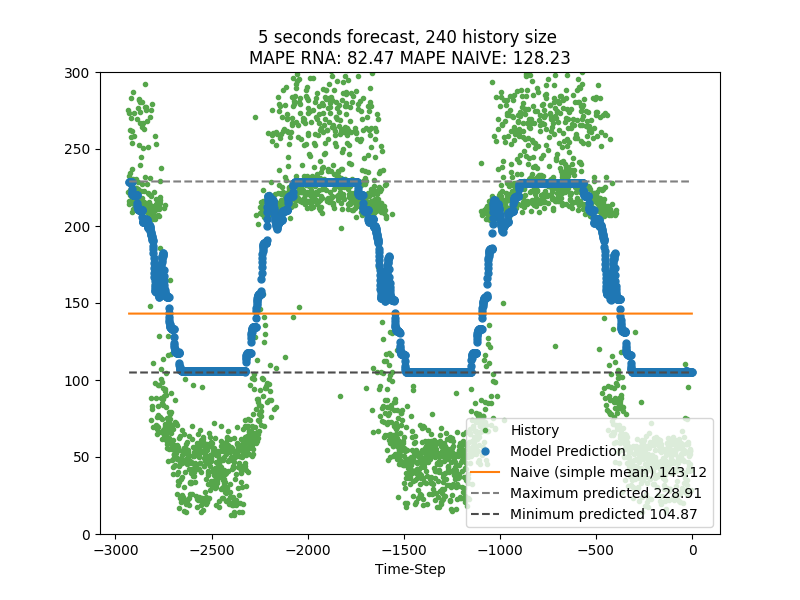 5 seconds forecast, 240 history size
MAPE RNA: 82.47 MAPE NAIVE: 128.23
300
250
200
150
100
50
0
History
Model Prediction
Naive (simple mean) 143.12
Maximum predicted 228.91
Minimum predicted 104.87
−3000 −2500 −2000 −1500 −1000 −500 0
Time-Step